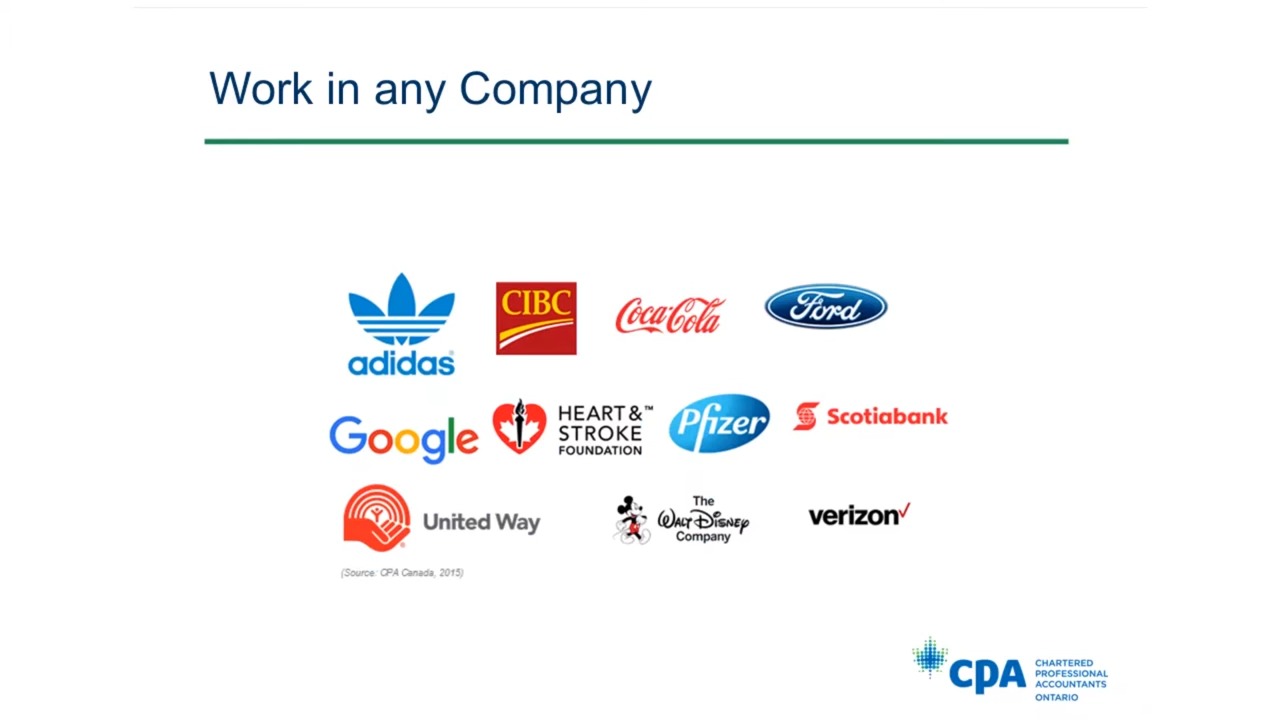 Work in any Company
adidas
CIBC
Coca-Cola
Ford
Google
HEART &™
STROKE
FOUNDATION
Pfizer
Scotiabank
United Way
The
WALT DISNEY
Company
verizon
(Source: CPA Canada, 2015)
cpa
CHARTERED
PROFESSIONAL
ACCOUNTANTS
ONTARIO